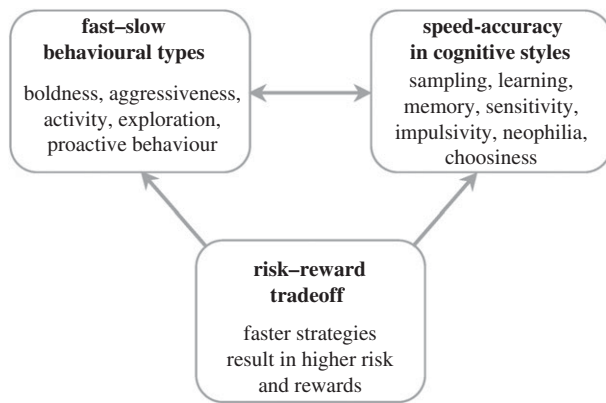 fast–slow
behavioural types
boldness, aggressiveness,
activity, exploration,
proactive behaviour
speed-accuracy
in cognitive styles
sampling, learning,
memory, sensitivity,
impulsivity, neophilia,
choosiness
risk–reward
tradeoff
faster strategies
result in higher risk
and rewards